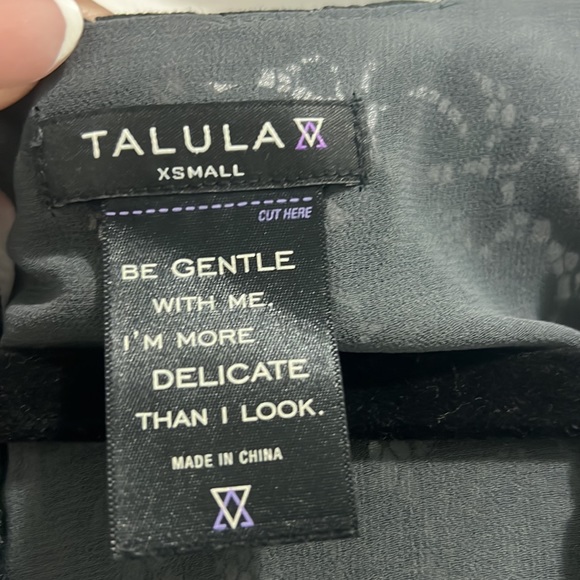 TALULA
XSMALL
CUT HERE
BE GENTLE
WITH ME.
I'M MORE
DELICATE
THAN I LOOK.
MADE IN CHINA